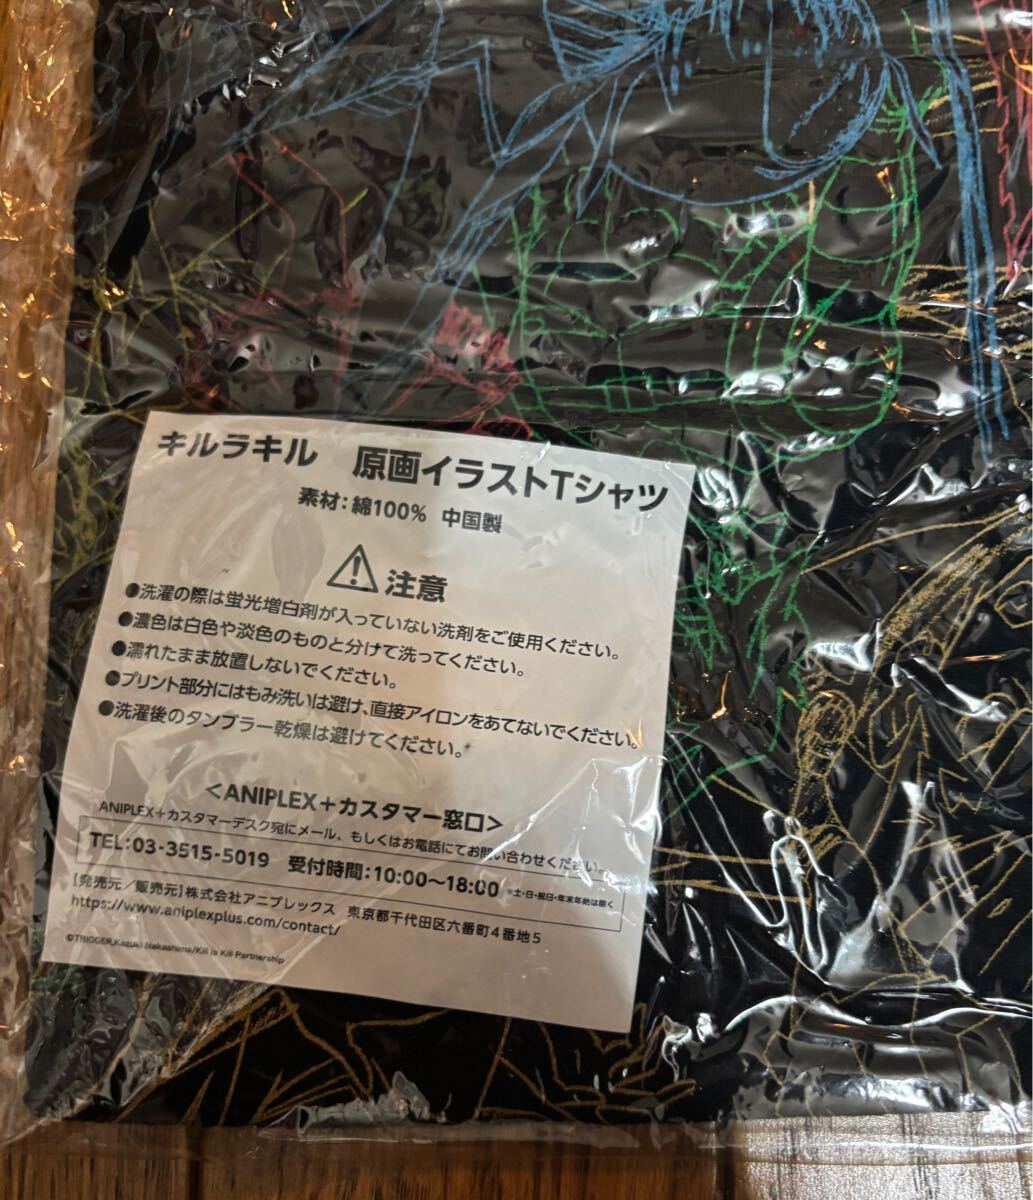 キルラキル 原画イラストTシャツ
素材：綿100% 中国製
注意
●洗濯の際は蛍光増白剤が入っていない洗剤をご使用ください。
●濃色は白色や淡色のものと分けて洗ってください。
●濡れたまま放置しないでください。
●プリント部分にはもみ洗いは避け、直接アイロンをあてないでください。
●洗濯後のタンブラー乾燥は避けてください。
＜ANIPLEX＋カスタマー窓口＞
ANIPLEX＋カスタマーデスク宛にメール、もしくはお電話にてお問い合わせください。
TEL：03-3515-5019 受付時間：10:00〜18:00 ※土・日・祝日・年末年始は除く
【発売元／販売元】株式会社アニプレックス 東京都千代田区六番町4番地5
https://www.aniplexplus.com/contact/
©TRIGGER,Kazuki Nakashima/Kill la Kill Partnership